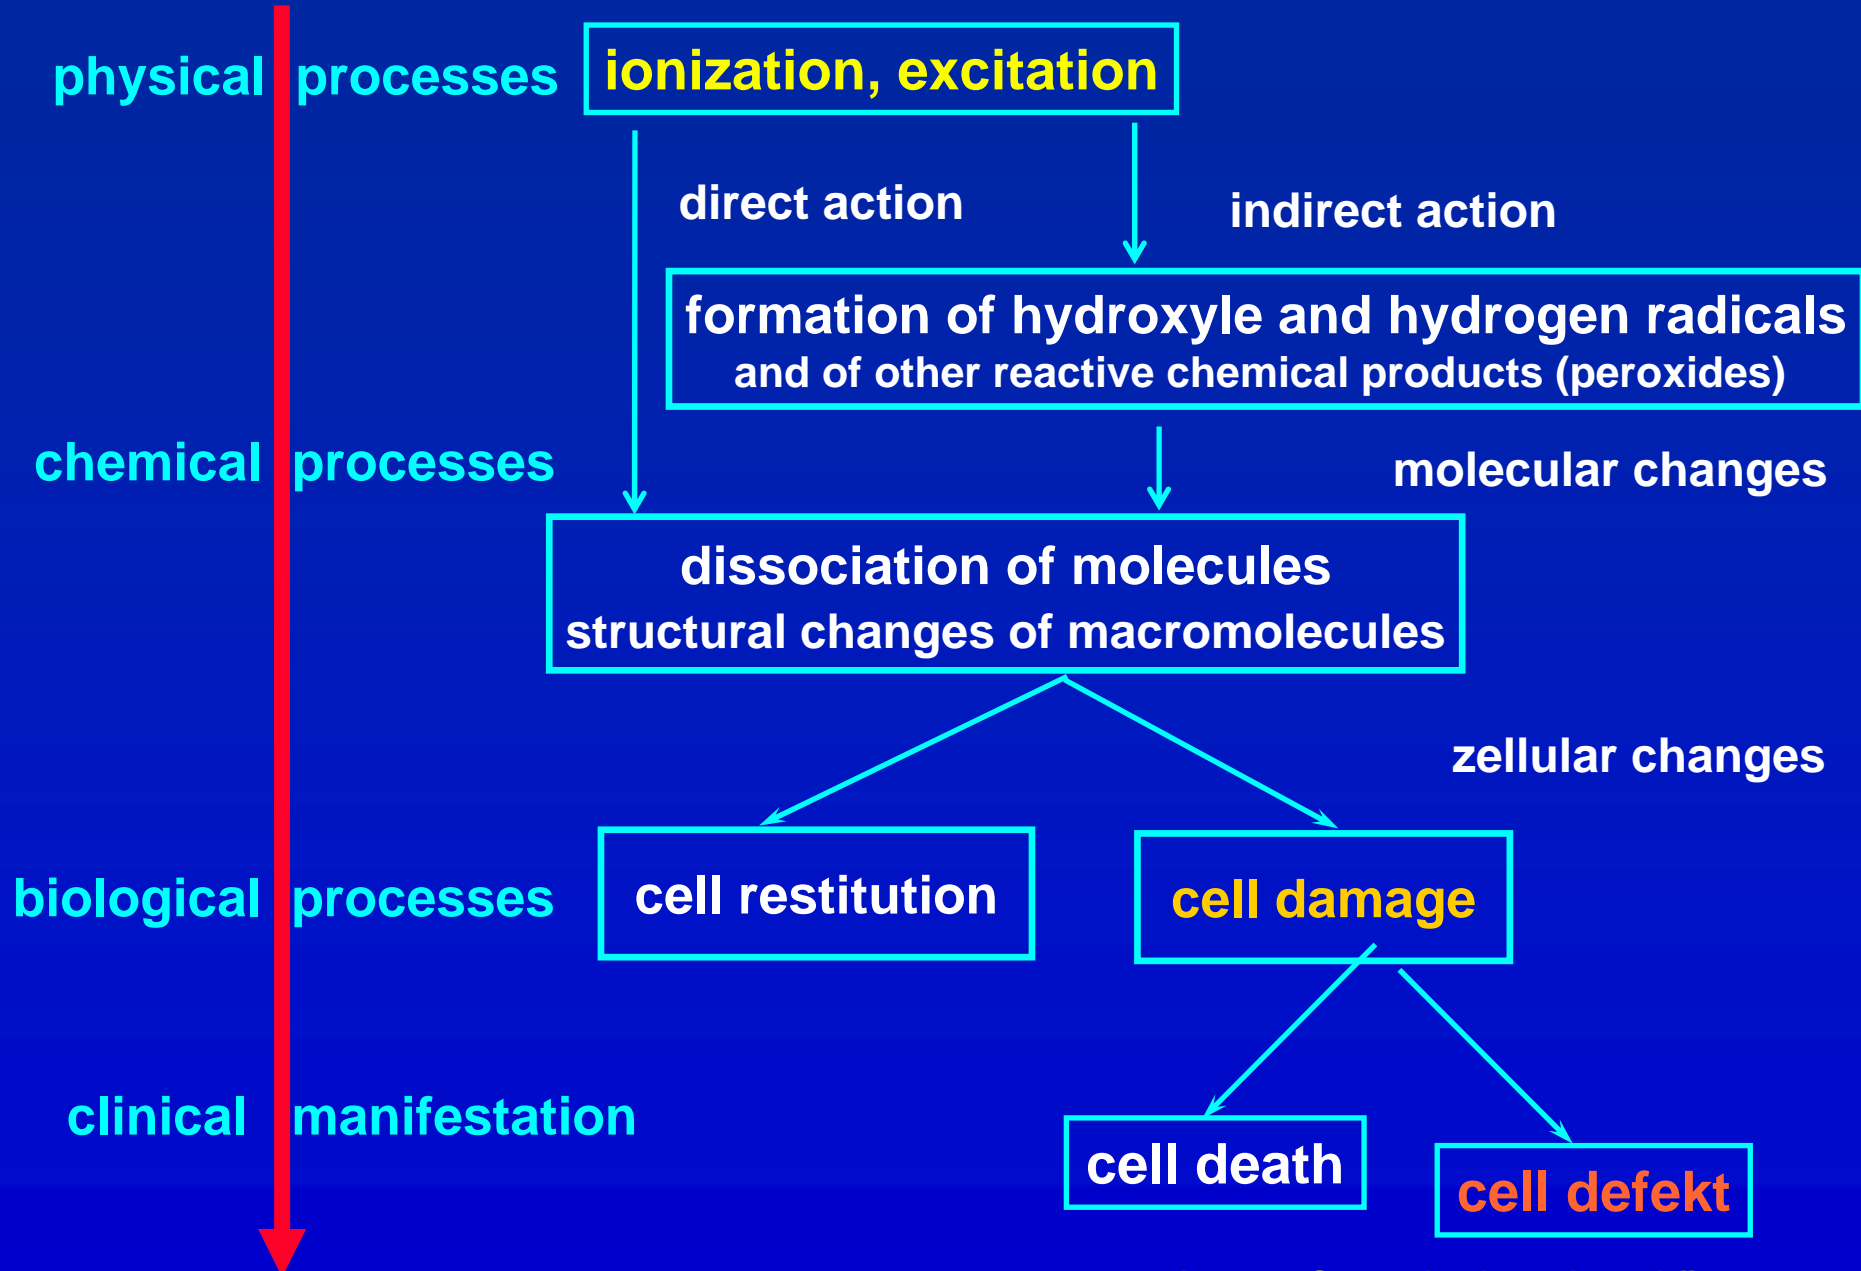 physical processes
ionization, excitation
direct action
indirect action
formation of hydroxyle and hydrogen radicals
and of other reactive chemical products (peroxides)
chemical processes
molecular changes
dissociation of molecules
structural changes of macromolecules
zellular changes
biological processes
cell restitution
cell damage
clinical manifestation
cell death
cell defekt